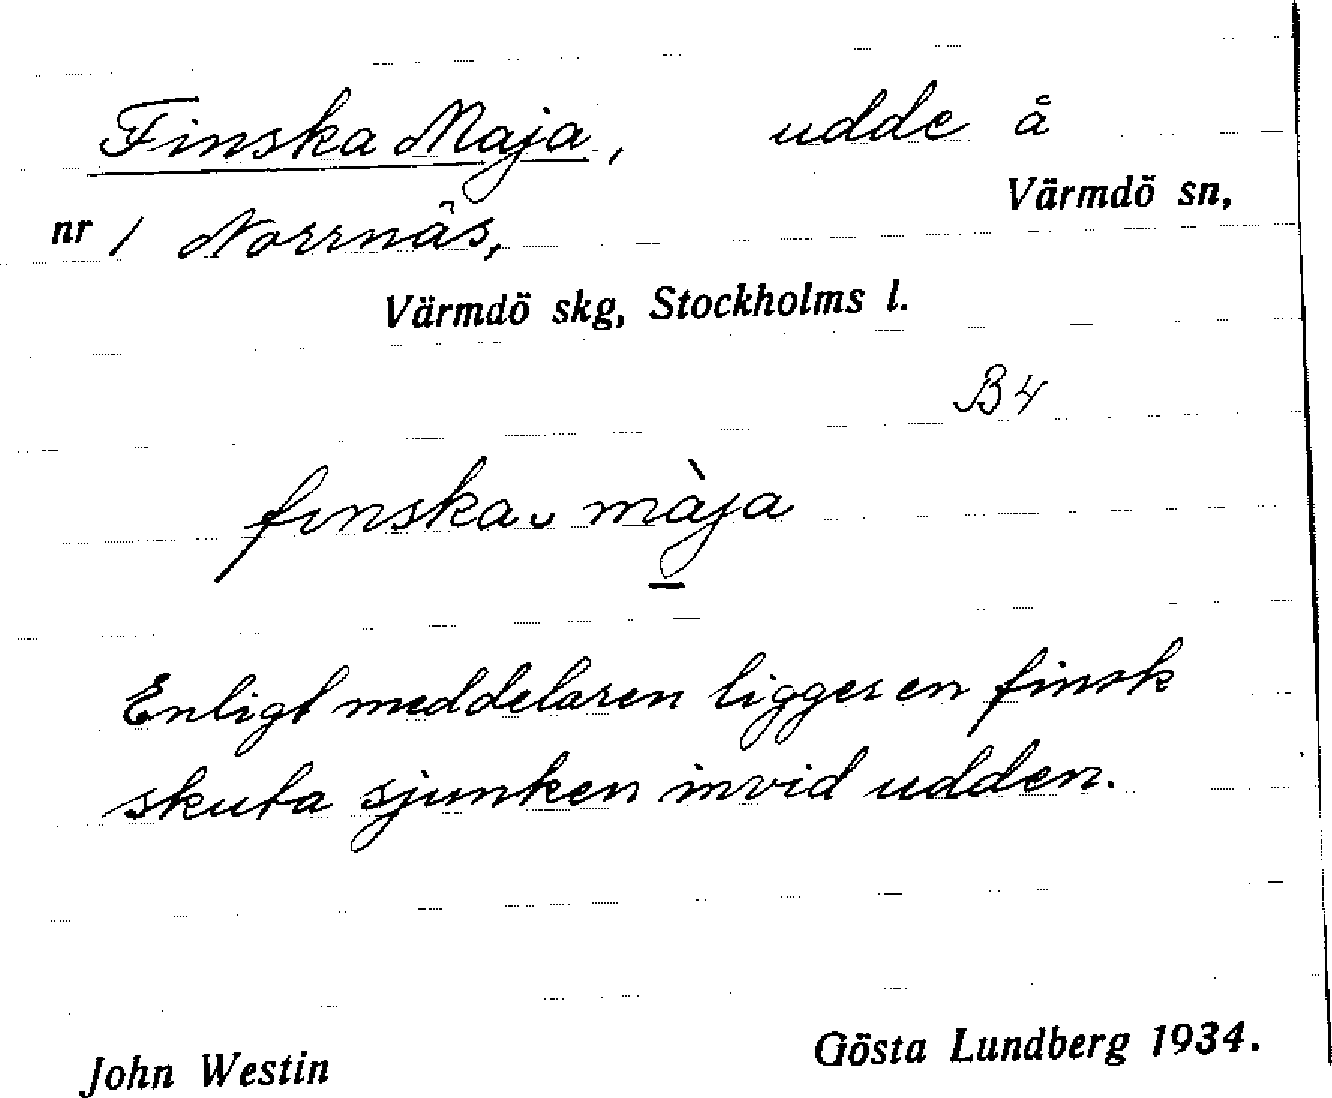 Finska Maja, udde å
Värmdö sn,
nr 1 Norrnäs,
Värmdö skg, Stockholms l.
B4
finska‿màja
Enligt meddelaren ligger en finsk
skuta sjunken invid udden.
John Westin Gösta Lundberg 1934.